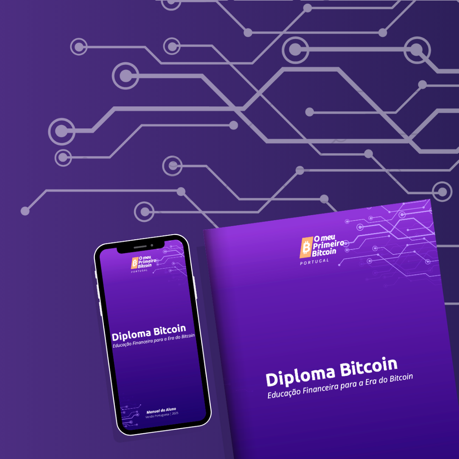 O meu
Primeiro
Bitcoin
PORTUGAL
Diploma Bitcoin
Educação Financeira para a Era do Bitcoin
Manual do Aluno
O meu
Primeiro
Bitcoin
PORTUGAL
Diploma Bitcoin
Educação Financeira para a Era do Bitcoin